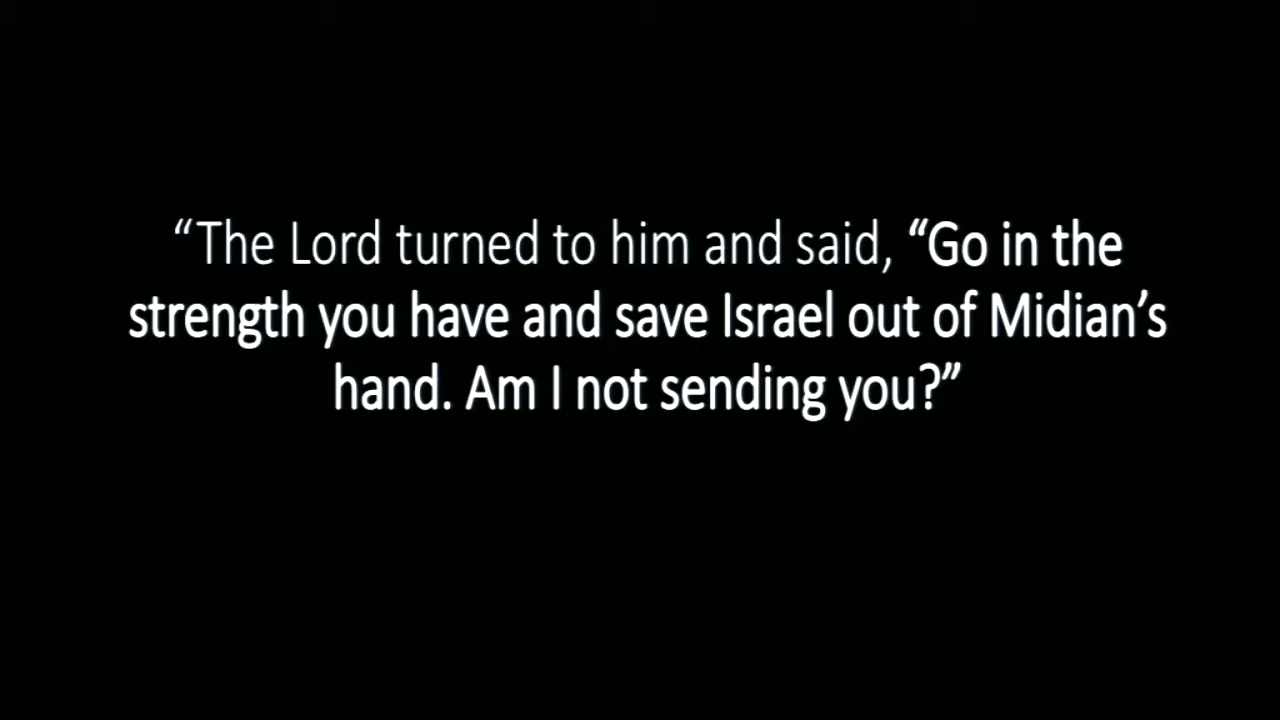 “The Lord turned to him and said, “Go in the
strength you have and save Israel out of Midian’s
hand. Am I not sending you?”